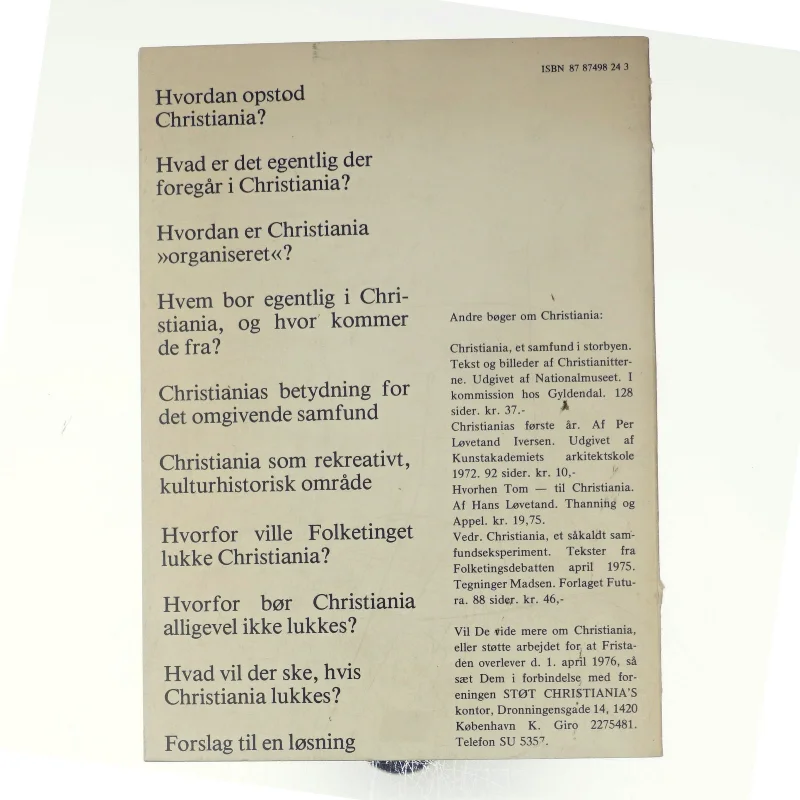 ISBN 87 87498 24 3
Hvordan opstod
Christiania?
Hvad er det egentlig der
foregår i Christiania?
Hvordan er Christiania
»organiseret«?
Hvem bor egentlig i Chri-
stiania, og hvor kommer
de fra?
Christianias betydning for
det omgivende samfund
Christiania som rekreativt,
kulturhistorisk område
Hvorfor ville Folketinget
lukke Christiania?
Hvorfor bør Christiania
alligevel ikke lukkes?
Hvad vil der ske, hvis
Christiania lukkes?
Forslag til en løsning
Andre bøger om Christiania:
Christiania, et samfund i storbyen.
Tekst og billeder af Christianitter-
ne. Udgivet af Nationalmuseet. I
kommission hos Gyldendal. 128
sider. kr. 37.-
Christianias første år. Af Per
Løvetand Iversen. Udgivet af
Kunstakademiets arkitektskole
1972. 92 sider. kr. 10,-
Hvorhen Tom — til Christiania.
Af Hans Løvetand. Thanning og
Appel. kr. 19,75.
Vedr. Christiania, et såkaldt sam-
fundseksperiment. Tekster fra
Folketingsdebatten april 1975.
Tegninger Madsen. Forlaget Futu-
ra. 88 sider. kr. 46,-
Vil De vide mere om Christiania,
eller støtte arbejdet for at Frista-
den overlever d. 1. april 1976, så
sæt Dem i forbindelse med for-
eningen STØT CHRISTIANIA'S
kontor, Dronningensgade 14, 1420
København K. Giro 2275481.
Telefon SU 5357.